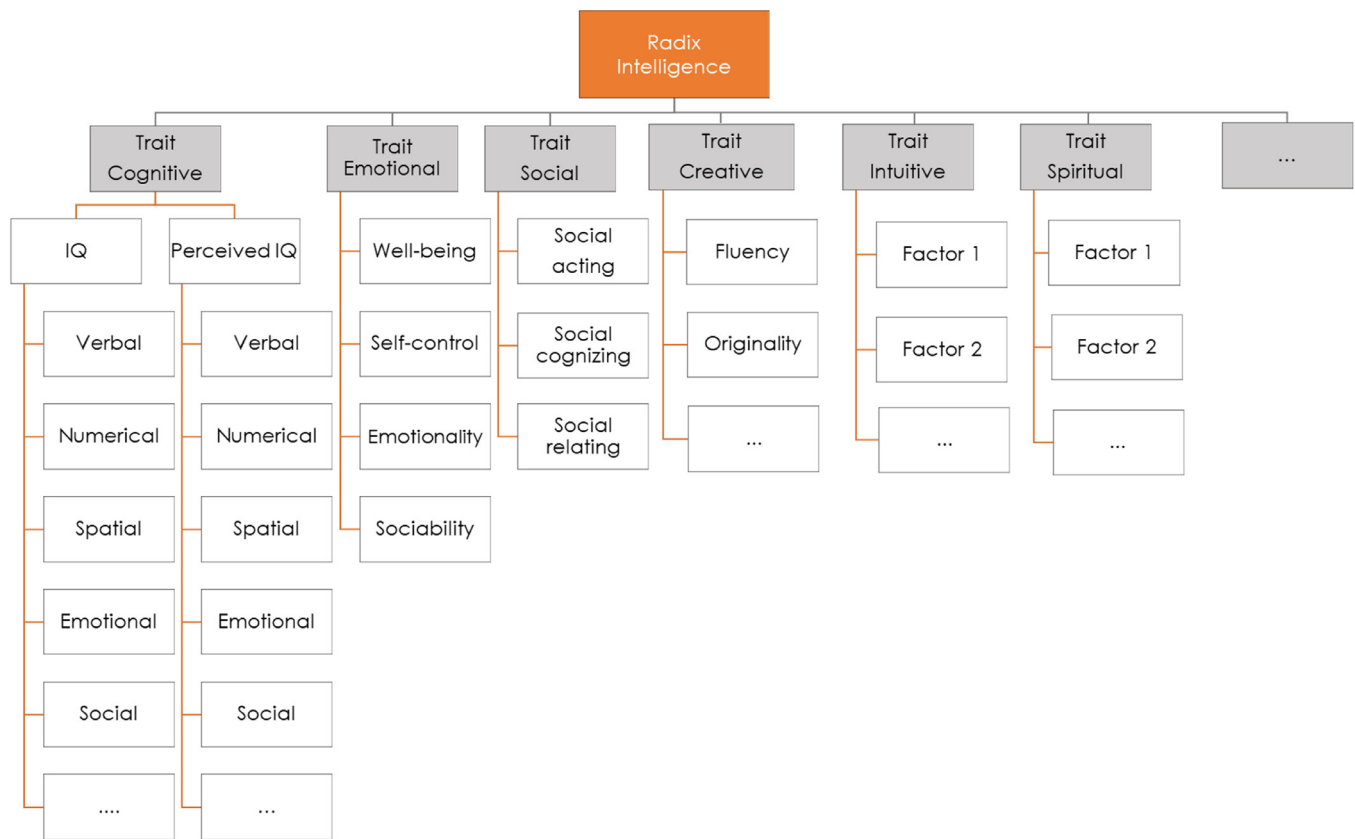 Radix
Intelligence
Trait
Cognitive
Trait
Emotional
Trait
Social
Trait
Creative
Trait
Intuitive
Trait
Spiritual
...
IQ
Perceived IQ
Verbal
Numerical
Spatial
Emotional
Social
....
Verbal
Numerical
Spatial
Emotional
Social
...
Well-being
Self-control
Emotionality
Sociability
Social
acting
Social
cognizing
Social
relating
Fluency
Originality
...
Factor 1
Factor 2
...
Factor 1
Factor 2
...